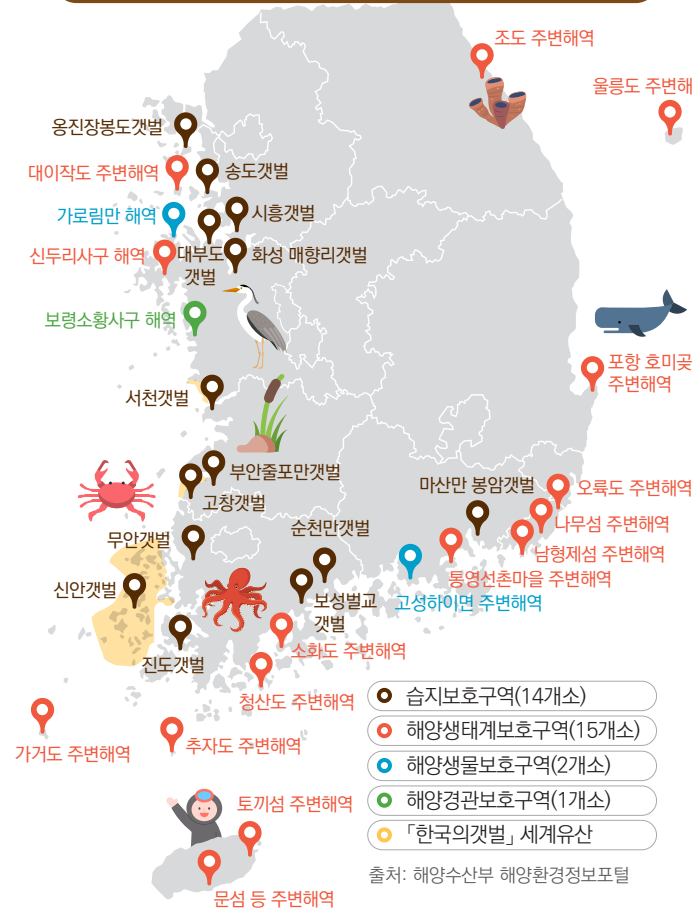 조도 주변해역
울릉도 주변해
옹진장봉도갯벌
대이작도 주변해역
송도갯벌
가로림만 해역
시흥갯벌
신두리사구 해역
대부도
갯벌
화성 매향리갯벌
보령소황사구 해역
포항 호미곶
주변해역
서천갯벌
부안줄포만갯벌
고창갯벌
마산만 봉암갯벌
오륙도 주변해역
나무섬 주변해역
남형제섬 주변해역
순천만갯벌
무안갯벌
통영선촌마을 주변해역
신안갯벌
보성벌교
갯벌
고성하이면 주변해역
소화도 주변해역
진도갯벌
청산도 주변해역
가거도 주변해역
추자도 주변해역
토끼섬 주변해역
문섬 등 주변해역
습지보호구역(14개소)
해양생태계보호구역(15개소)
해양생물보호구역(2개소)
해양경관보호구역(1개소)
「한국의갯벌」 세계유산
출처: 해양수산부 해양환경정보포털